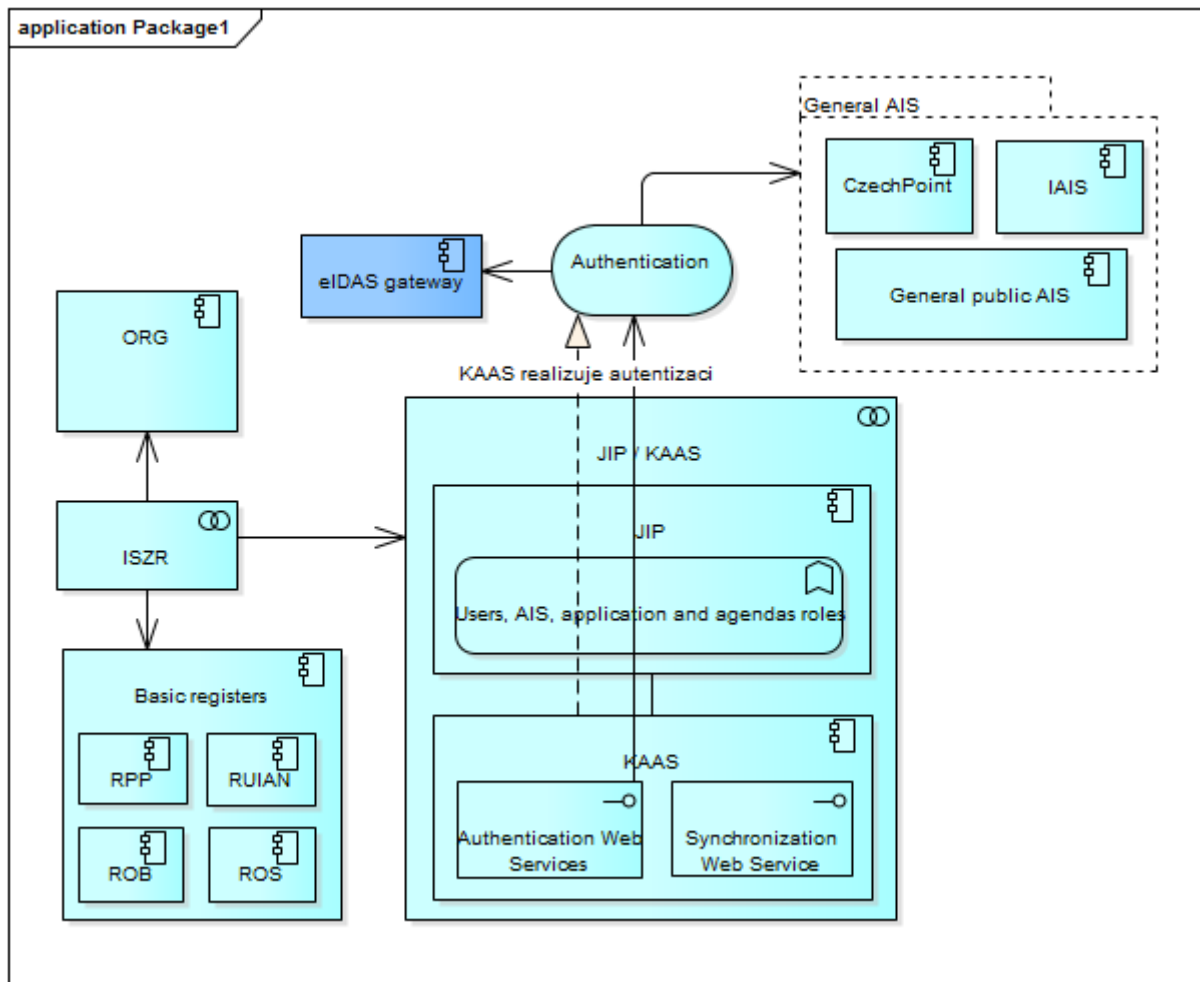 application Package1
General AIS
CzechPoint
IAIS
General public AIS
Authentication
eIDAS gateway
ORG
KAAS realizuje autentizaci
JIP / KAAS
ISZR
JIP
Users, AIS, application and agendas roles
Basic registers
RPP
RUIAN
ROB
ROS
KAAS
Authentication Web
Services
Synchronization
Web Service